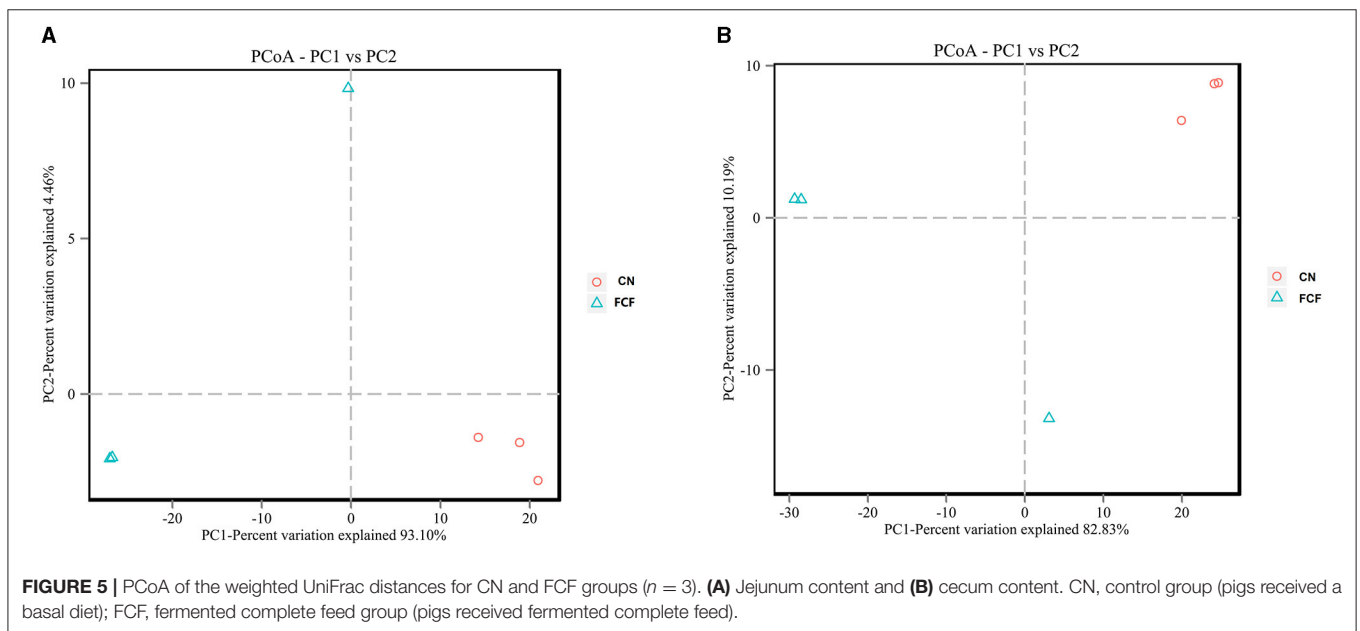 A
PCoA - PC1 vs PC2
10
5
0
PC2-Percent variation explained 4.46%
-20 -10 0 10 20
PC1-Percent variation explained 93.10%
CN
FCF
B
PCoA - PC1 vs PC2
10
0
-10
PC2-Percent variation explained 10.19%
-30 -20 -10 0 10 20
PC1-Percent variation explained 82.83%
CN
FCF
FIGURE 5 | PCoA of the weighted UniFrac distances for CN and FCF groups (n = 3). (A) Jejunum content and (B) cecum content. CN, control group (pigs received a
basal diet); FCF, fermented complete feed group (pigs received fermented complete feed).